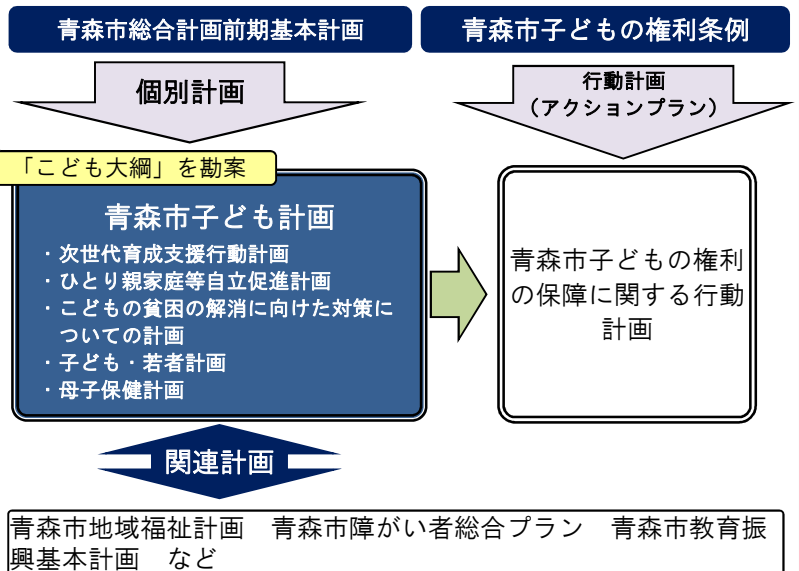 青森市総合計画前期基本計画
青森市子どもの権利条例
個別計画
行動計画
（アクションプラン）
「こども大綱」を勘案
青森市子ども計画
・次世代育成支援行動計画
・ひとり親家庭等自立促進計画
・こどもの貧困の解消に向けた対策に
ついての計画
・子ども・若者計画
・母子保健計画
青森市子どもの権利
の保障に関する行動
計画
関連計画
青森市地域福祉計画　青森市障がい者総合プラン　青森市教育振
興基本計画　など